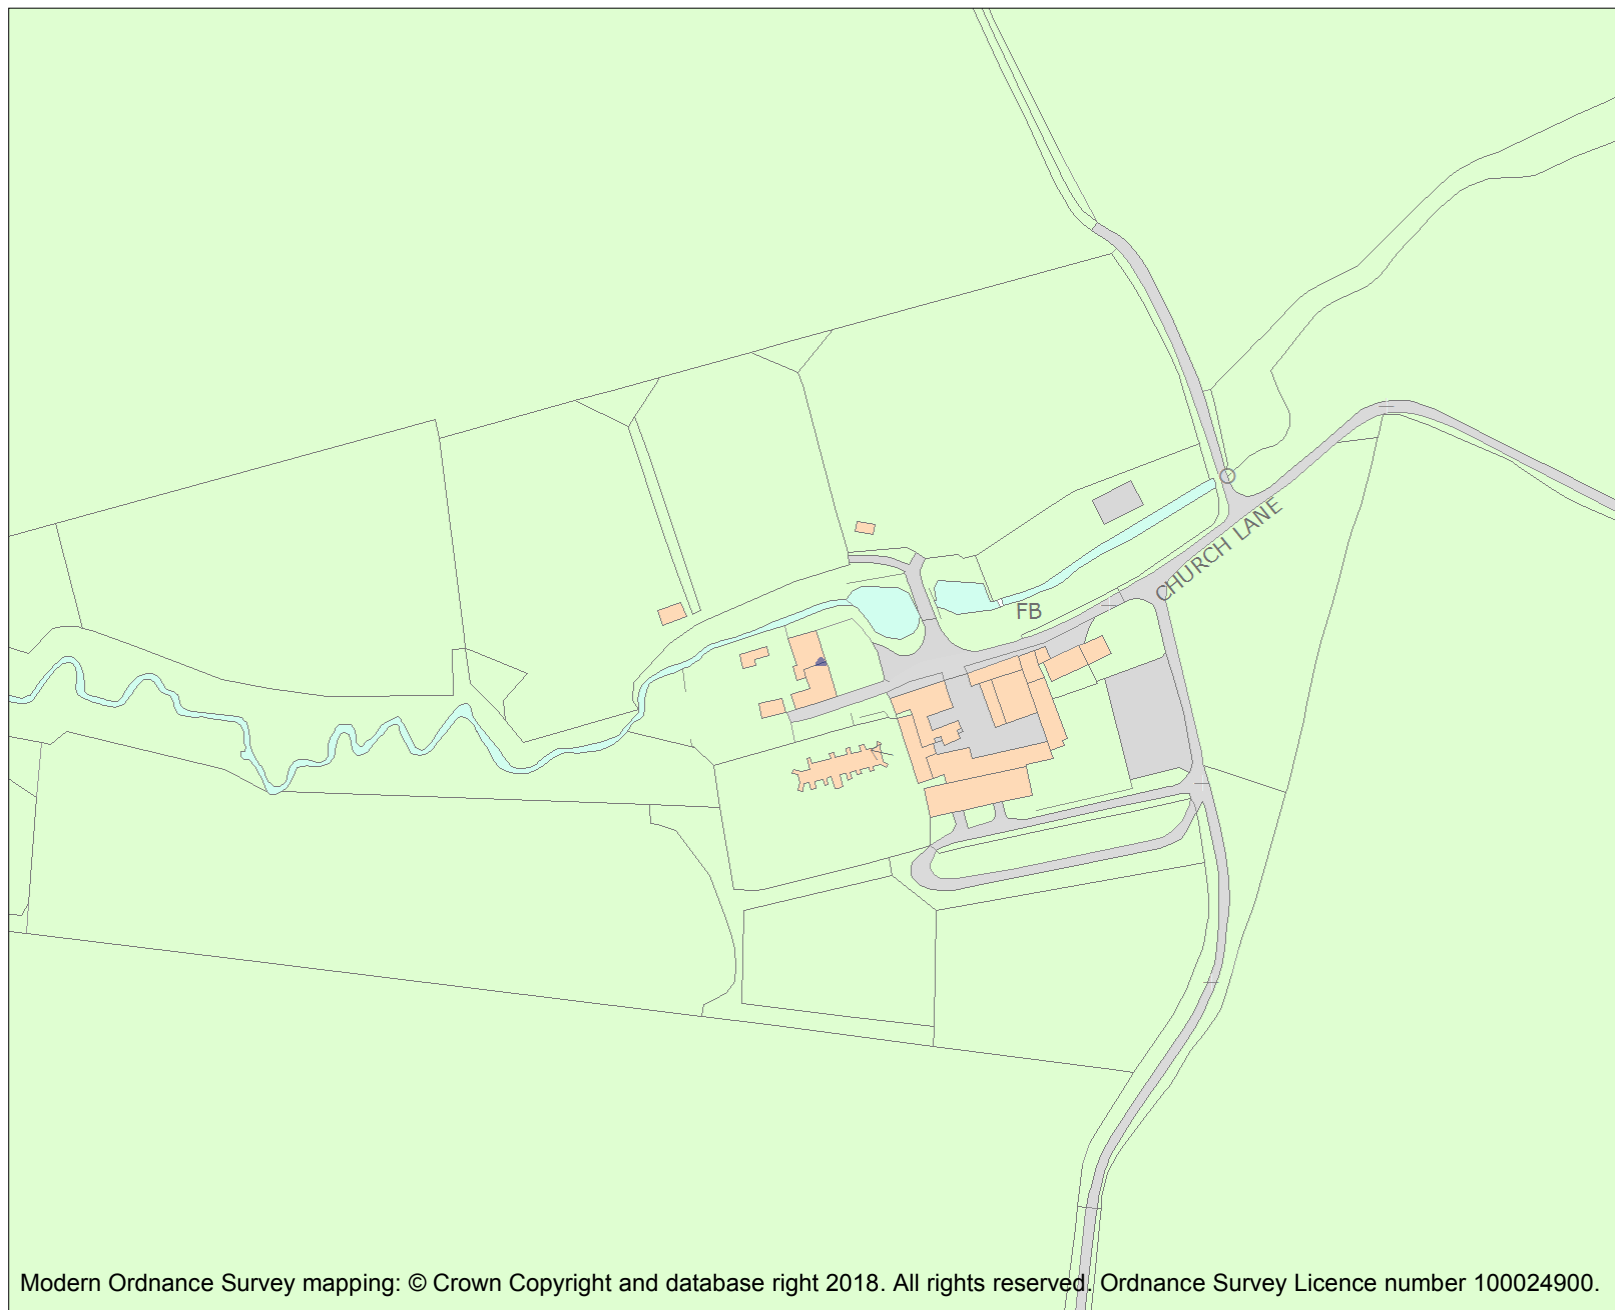 CHURCH LANE
FB
Modern Ordnance Survey mapping: © Crown Copyright and database right 2018. All rights reserved. Ordnance Survey Licence number 100024900.